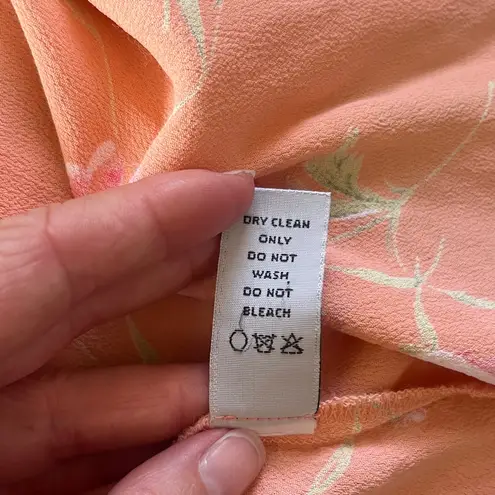 DRY CLEAN
ONLY
DO NOT
WASH
DO NOT
BLEACH